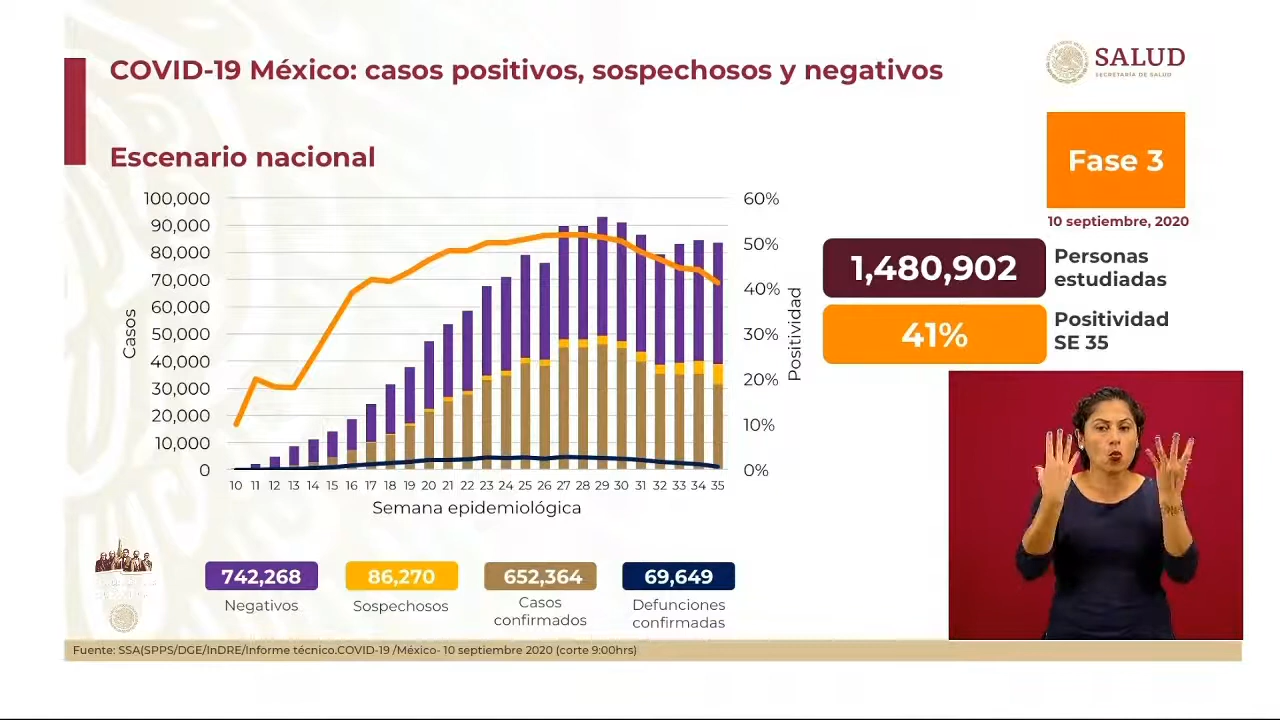 COVID-19 México: casos positivos, sospechosos y negativos
SALUD
SECRETARÍA DE SALUD
Escenario nacional
Fase 3
10 septiembre, 2020
100,000
90,000
80,000
70,000
60,000
50,000
40,000
30,000
20,000
10,000
0
Casos
60%
50%
40%
30%
20%
10%
0%
Positividad
10 11 12 13 14 15 16 17 18 19 20 21 22 23 24 25 26 27 28 29 30 31 32 33 34 35
Semana epidemiológica
1,480,902
Personas
estudiadas
41%
Positividad
SE 35
742,268
Negativos
86,270
Sospechosos
652,364
Casos
confirmados
69,649
Defunciones
confirmadas
Fuente: SSA(SPPS/DGE/InDRE/Informe técnico.COVID-19 /México- 10 septiembre 2020 (corte 9:00hrs)